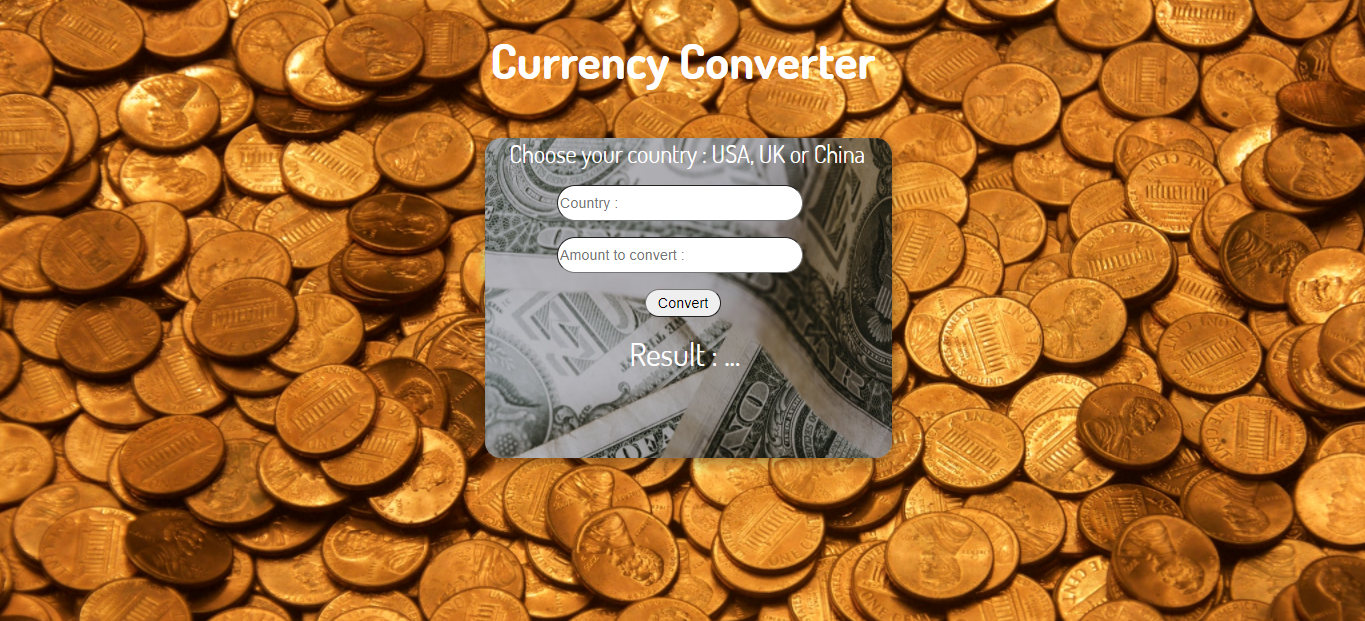 Currency Converter
Choose your country : USA, UK or China
Country :
Amount to convert :
Convert
Result : ...